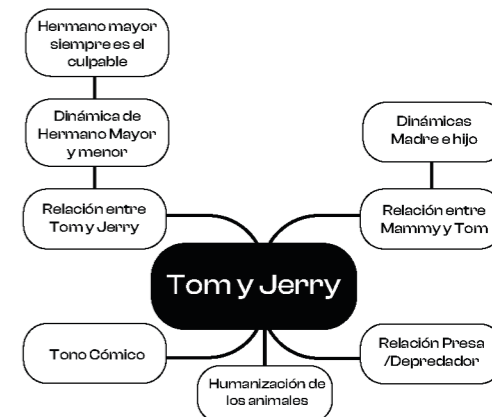 Hermano mayor
siempre es el
culpable
Dinámica de
Hermano Mayor
y menor
Dinámicas
Madre e hijo
Relación entre
Tom y Jerry
Relación entre
Mammy y Tom
Tom y Jerry
Tono Cómico
Relación Presa
/Depredador
Humanización de
los animales